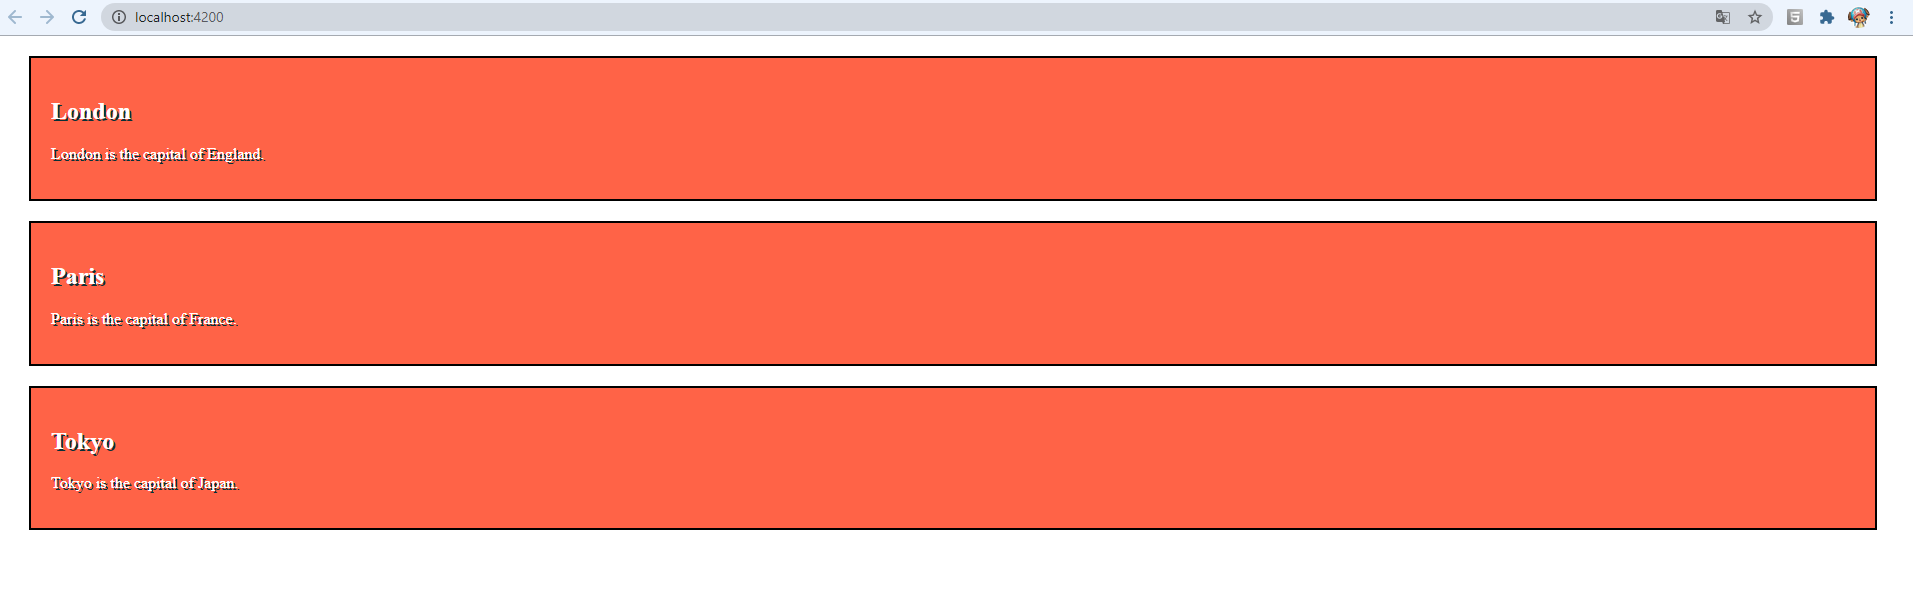 localhost:4200
London
London is the capital of England.
Paris
Paris is the capital of France.
Tokyo
Tokyo is the capital of Japan.